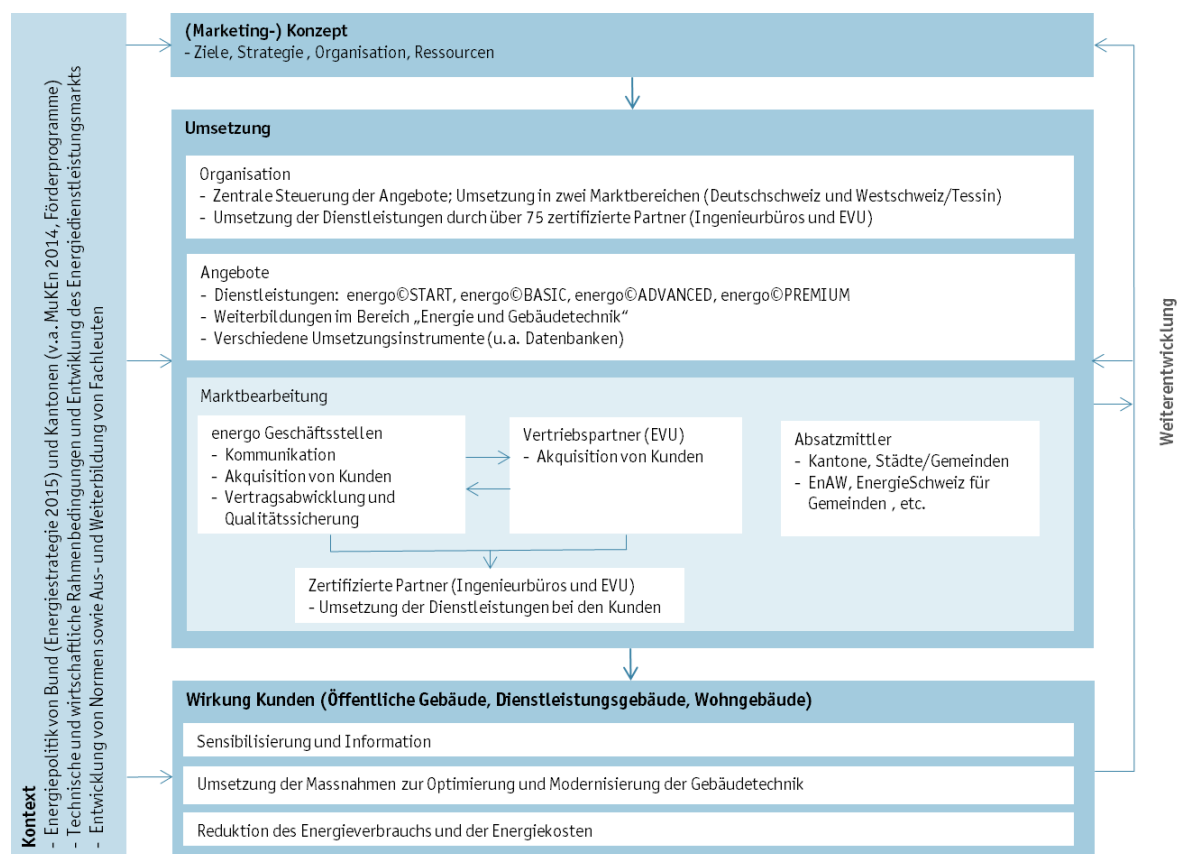 Kontext
- Energiepolitik von Bund (Energiestrategie 2015) und Kantonen (v.a. MuKEn 2014, Förderprogramme)
- Technische und wirtschaftliche Rahmenbedingungen und Entwiklung des Energiedienstleistungsmarkts
- Entwicklung von Normen sowie Aus- und Weiterbildung von Fachleuten
(Marketing-) Konzept
- Ziele, Strategie , Organisation, Ressourcen
Umsetzung
Organisation
- Zentrale Steuerung der Angebote; Umsetzung in zwei Marktbereichen (Deutschschweiz und Westschweiz/Tessin)
- Umsetzung der Dienstleistungen durch über 75 zertifizierte Partner (Ingenieurbüros und EVU)
Angebote
- Dienstleistungen: energo©START, energo©BASIC, energo©ADVANCED, energo©PREMIUM
- Weiterbildungen im Bereich „Energie und Gebäudetechnik“
- Verschiedene Umsetzungsinstrumente (u.a. Datenbanken)
Marktbearbeitung
energo Geschäftsstellen
- Kommunikation
- Akquisition von Kunden
- Vertragsabwicklung und
Qualitätssicherung
Vertriebspartner (EVU)
- Akquisition von Kunden
Absatzmittler
- Kantone, Städte/Gemeinden
- EnAW, EnergieSchweiz für
Gemeinden , etc.
Zertifizierte Partner (Ingenieurbüros und EVU)
- Umsetzung der Dienstleistungen bei den Kunden
Wirkung Kunden (Öffentliche Gebäude, Dienstleistungsgebäude, Wohngebäude)
Sensibilisierung und Information
Umsetzung der Massnahmen zur Optimierung und Modernisierung der Gebäudetechnik
Reduktion des Energieverbrauchs und der Energiekosten
Weiterentwicklung